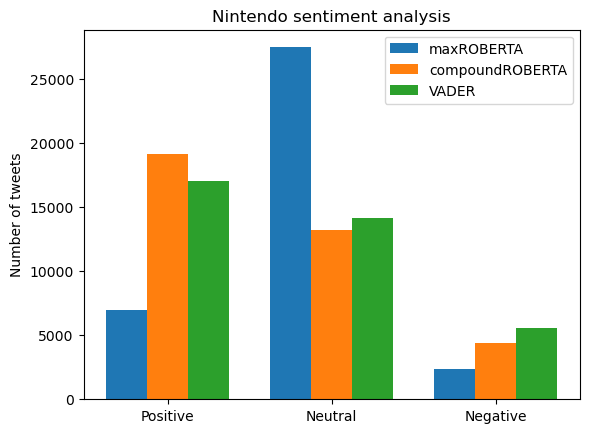 Nintendo sentiment analysis
maxROBERTA
compoundROBERTA
VADER
Number of tweets
25000
20000
15000
10000
5000
0
Positive Neutral Negative